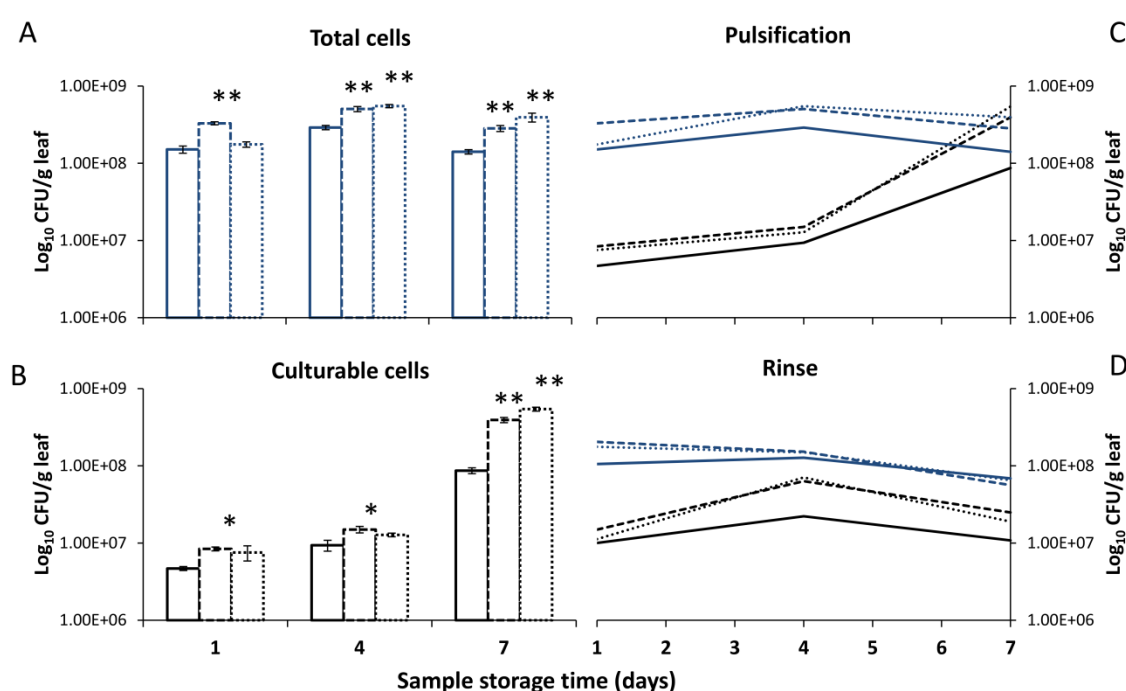 A
Total cells
Pulsification
C
Log10 CFU/g leaf
1.00E+09
1.00E+08
1.00E+07
1.00E+06
** ** ** ** **
1.00E+09
1.00E+08
1.00E+07
1.00E+06
Log10 CFU/g leaf
B
Culturable cells
Rinse
D
Log10 CFU/g leaf
1.00E+09
1.00E+08
1.00E+07
1.00E+06
* * ** **
1.00E+09
1.00E+08
1.00E+07
1.00E+06
Log10 CFU/g leaf
1 4 7
1 2 3 4 5 6 7
Sample storage time (days)